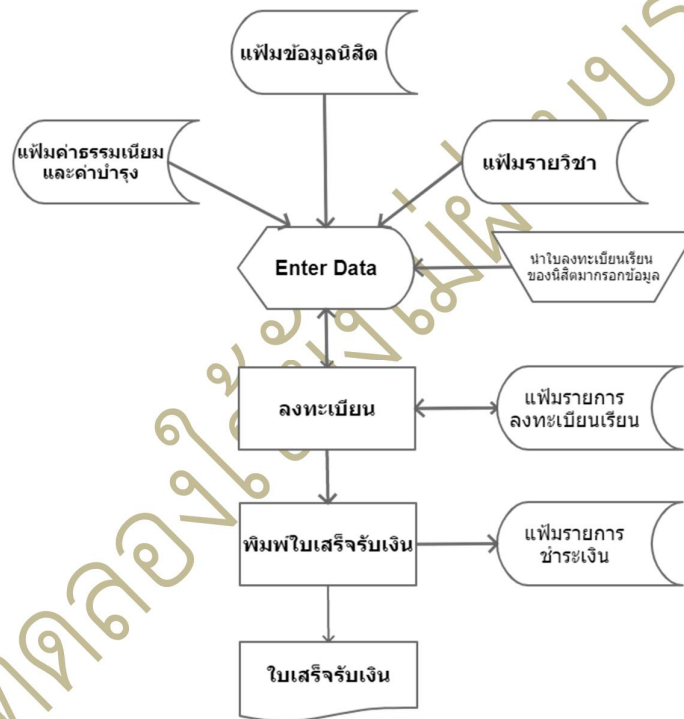 แฟ้มข้อมูลนิสิต
แฟ้มค่าธรรมเนียม
และค่าบำรุง
แฟ้มรายวิชา
Enter Data
นำใบลงทะเบียนเรียน
ของนิสิตมากรอกข้อมูล
ลงทะเบียน
แฟ้มรายการ
ลงทะเบียนเรียน
พิมพ์ใบเสร็จรับเงิน
แฟ้มรายการ
ชำระเงิน
ใบเสร็จรับเงิน